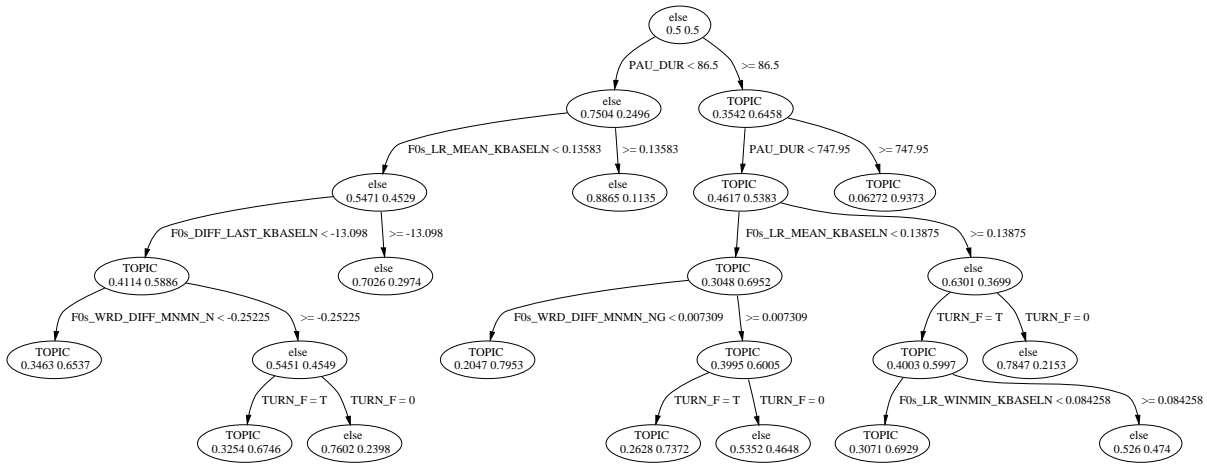 else
0.5 0.5
PAU_DUR < 86.5
>= 86.5
else
0.7504 0.2496
TOPIC
0.3542 0.6458
F0s_LR_MEAN_KBASELN < 0.13583
>= 0.13583
PAU_DUR < 747.95
>= 747.95
else
0.5471 0.4529
else
0.8865 0.1135
TOPIC
0.4617 0.5383
TOPIC
0.06272 0.9373
F0s_DIFF_LAST_KBASELN < -13.098
>= -13.098
F0s_LR_MEAN_KBASELN < 0.13875
>= 0.13875
TOPIC
0.4114 0.5886
else
0.7026 0.2974
TOPIC
0.3048 0.6952
else
0.6301 0.3699
F0s_WRD_DIFF_MNMN_N < -0.25225
>= -0.25225
F0s_WRD_DIFF_MNMN_NG < 0.007309
>= 0.007309
TURN_F = T
TURN_F = 0
TOPIC
0.3463 0.6537
else
0.5451 0.4549
TOPIC
0.2047 0.7953
TOPIC
0.3995 0.6005
TOPIC
0.4003 0.5997
else
0.7847 0.2153
TURN_F = T
TURN_F = 0
TURN_F = T
TURN_F = 0
F0s_LR_WINMIN_KBASELN < 0.084258
>= 0.084258
TOPIC
0.3254 0.6746
else
0.7602 0.2398
TOPIC
0.2628 0.7372
else
0.5352 0.4648
TOPIC
0.3071 0.6929
else
0.526 0.474